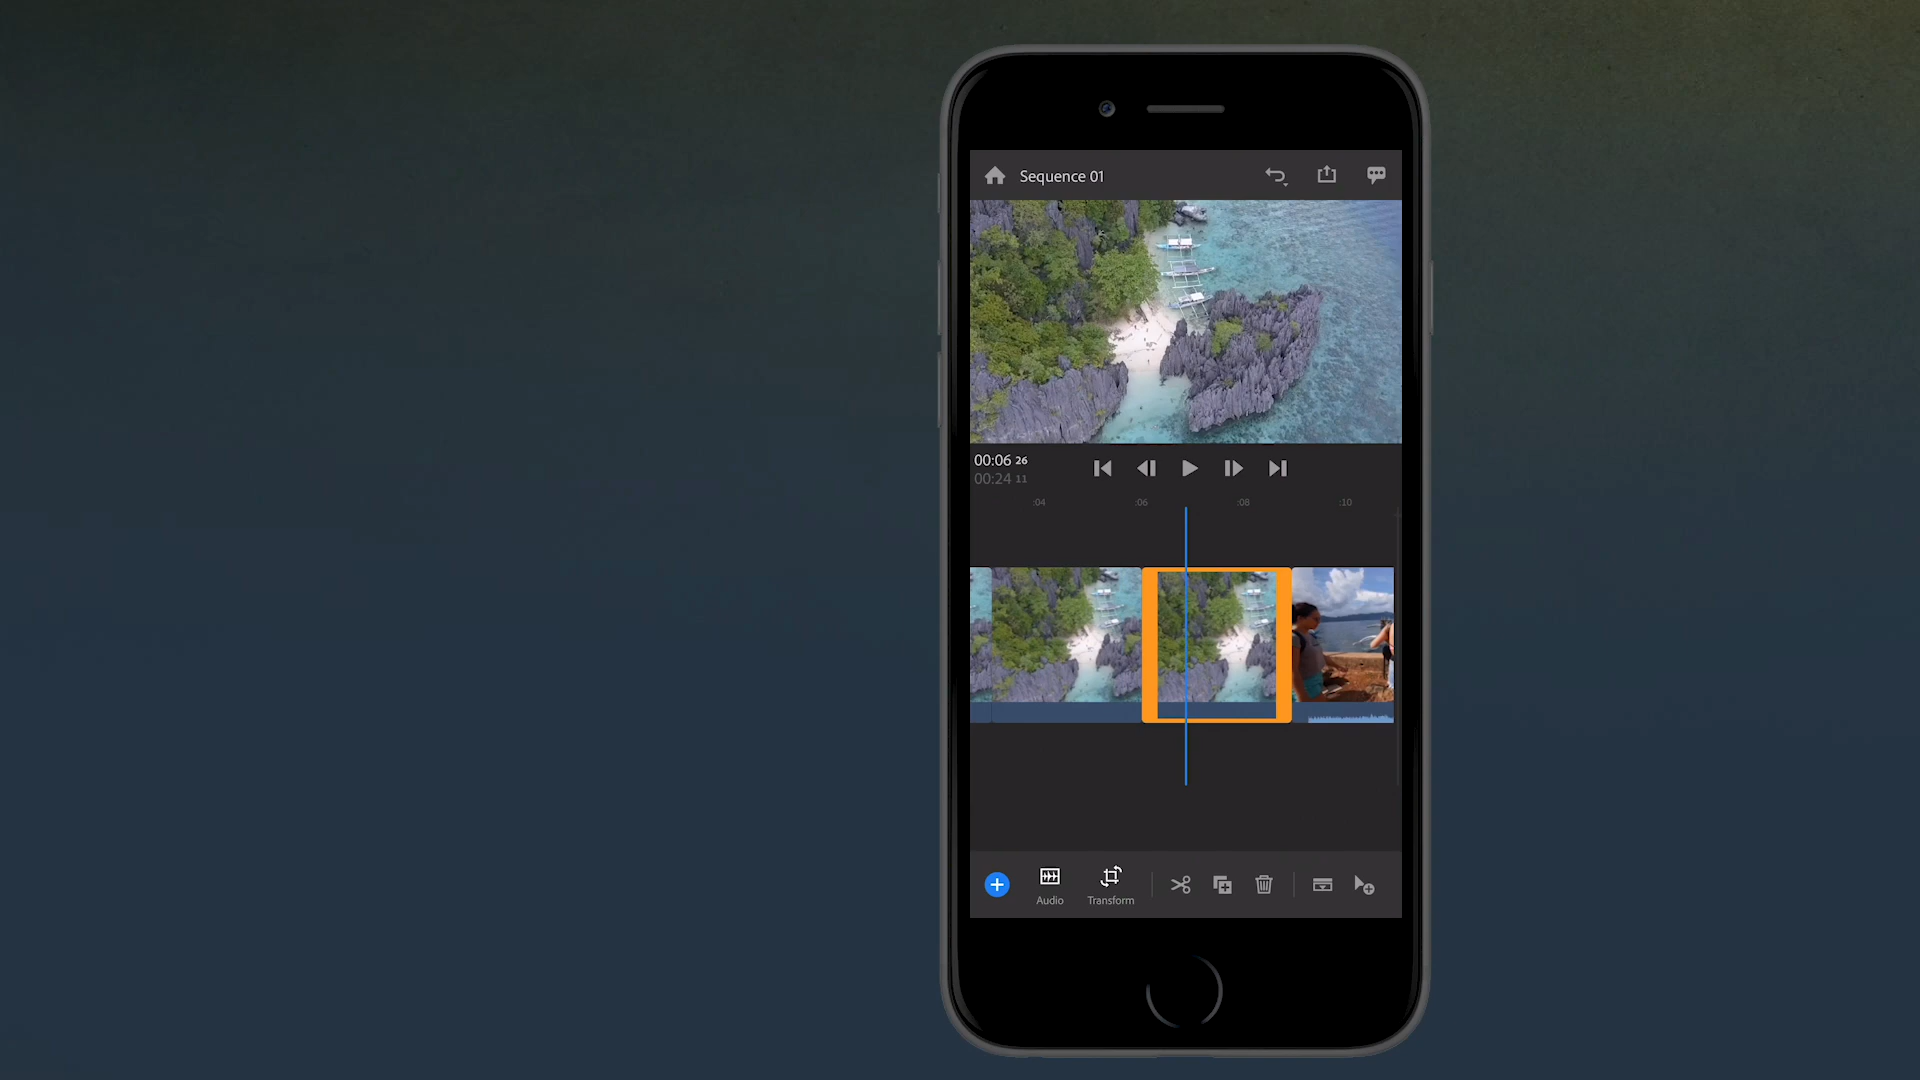 Sequence 01
00:06 26
00:24 11
:04 :06 :08 :10
Audio Transform